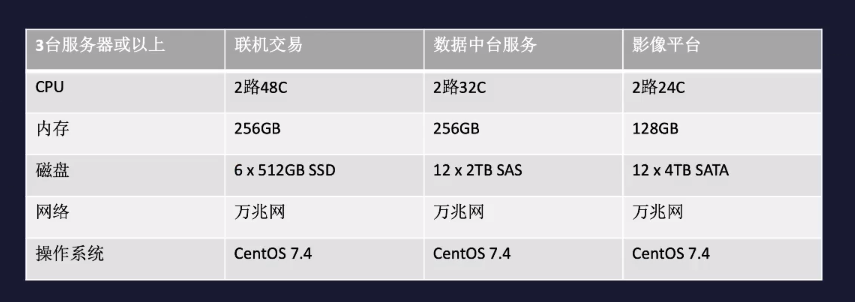 3台服务器或以上 联机交易 数据中台服务 影像平台
CPU 2路48C 2路32C 2路24C
内存 256GB 256GB 128GB
磁盘 6 x 512GB SSD 12 x 2TB SAS 12 x 4TB SATA
网络 万兆网 万兆网 万兆网
操作系统 CentOS 7.4 CentOS 7.4 CentOS 7.4